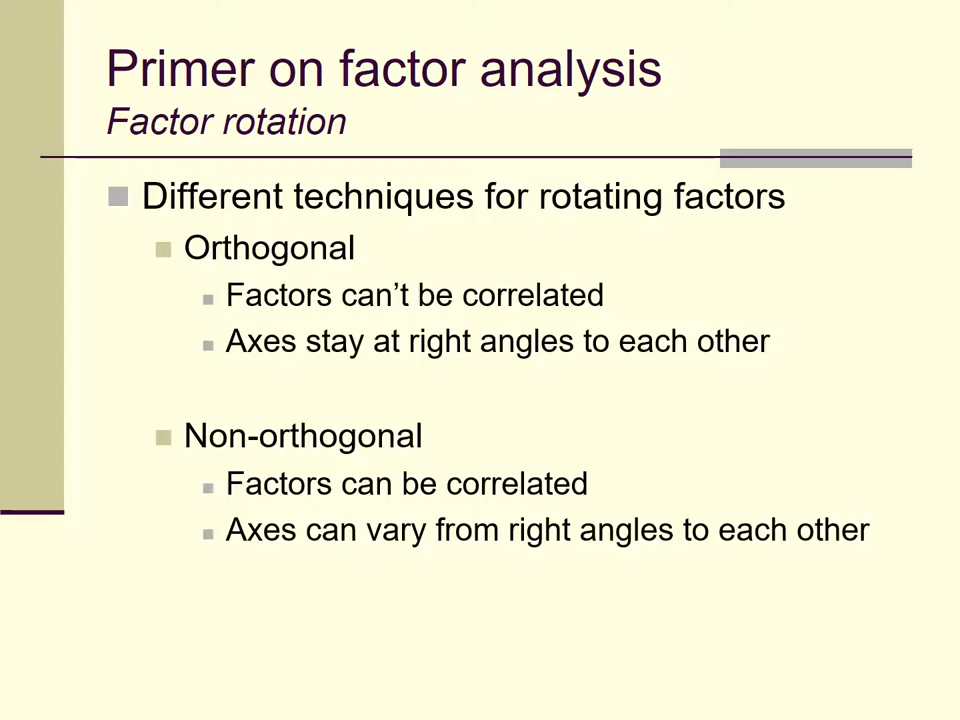 Primer on factor analysis
Factor rotation
Different techniques for rotating factors
Orthogonal
Factors can’t be correlated
Axes stay at right angles to each other
Non-orthogonal
Factors can be correlated
Axes can vary from right angles to each other